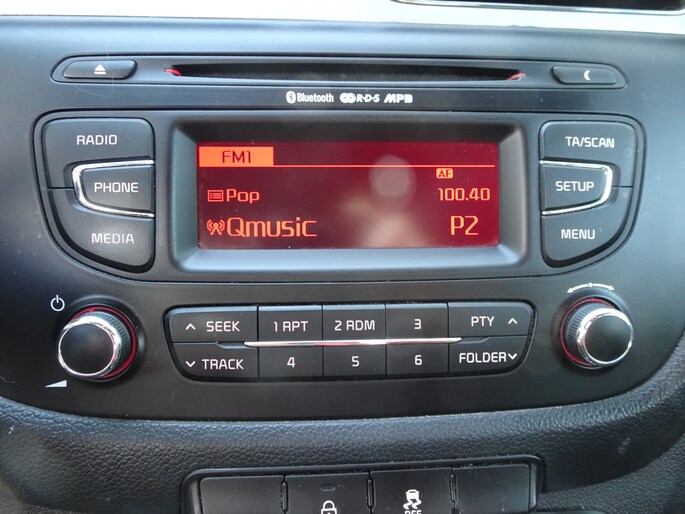 Bluetooth R·D·S MP3
RADIO
PHONE
MEDIA
FM1
AF
Pop 100.40
Qmusic P2
TA/SCAN
SETUP
MENU
SEEK 1 RPT 2 RDM 3 PTY
TRACK 4 5 6 FOLDER
OFF